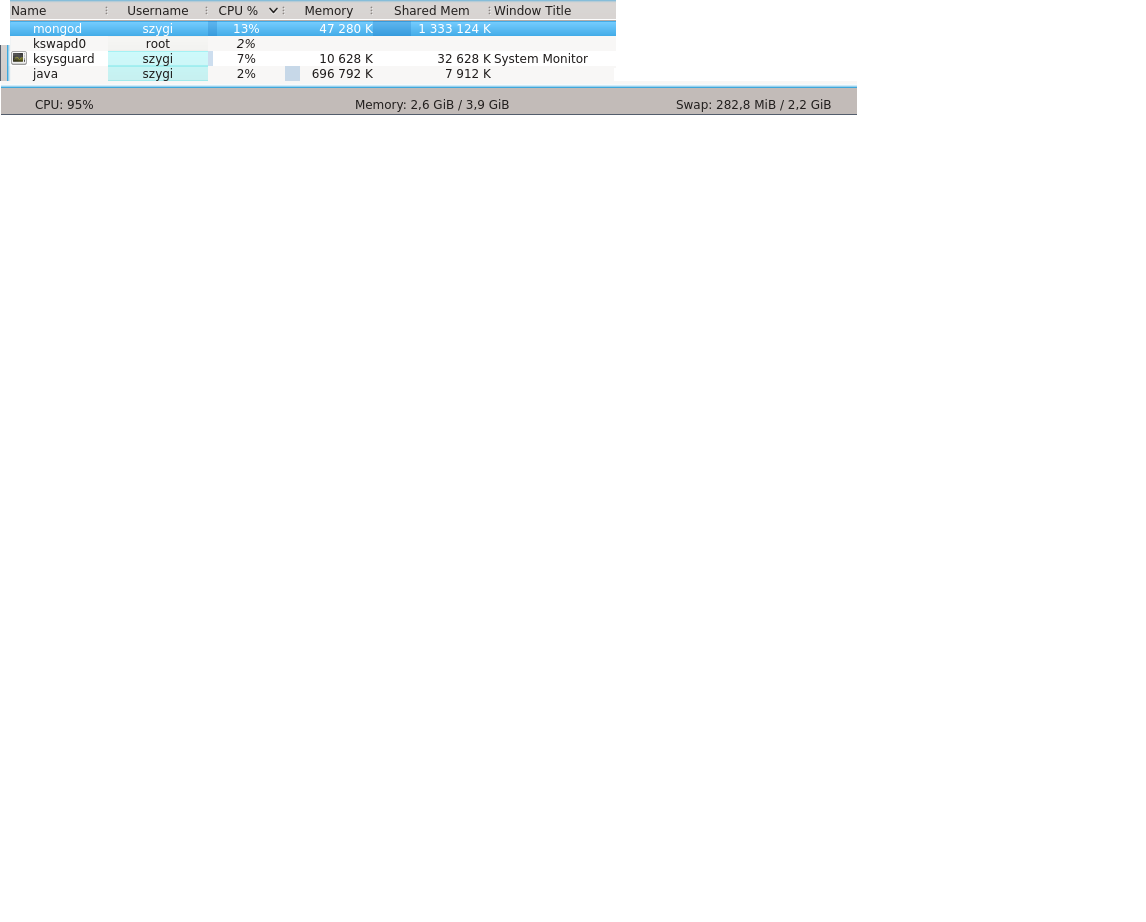 Name Username CPU % Memory Shared Mem Window Title
mongod szygi 13% 47 280 K 1 333 124 K
kswapd0 root 2%
ksysguard szygi 7% 10 628 K 32 628 K System Monitor
java szygi 2% 696 792 K 7 912 K
CPU: 95% Memory: 2,6 GiB / 3,9 GiB Swap: 282,8 MiB / 2,2 GiB